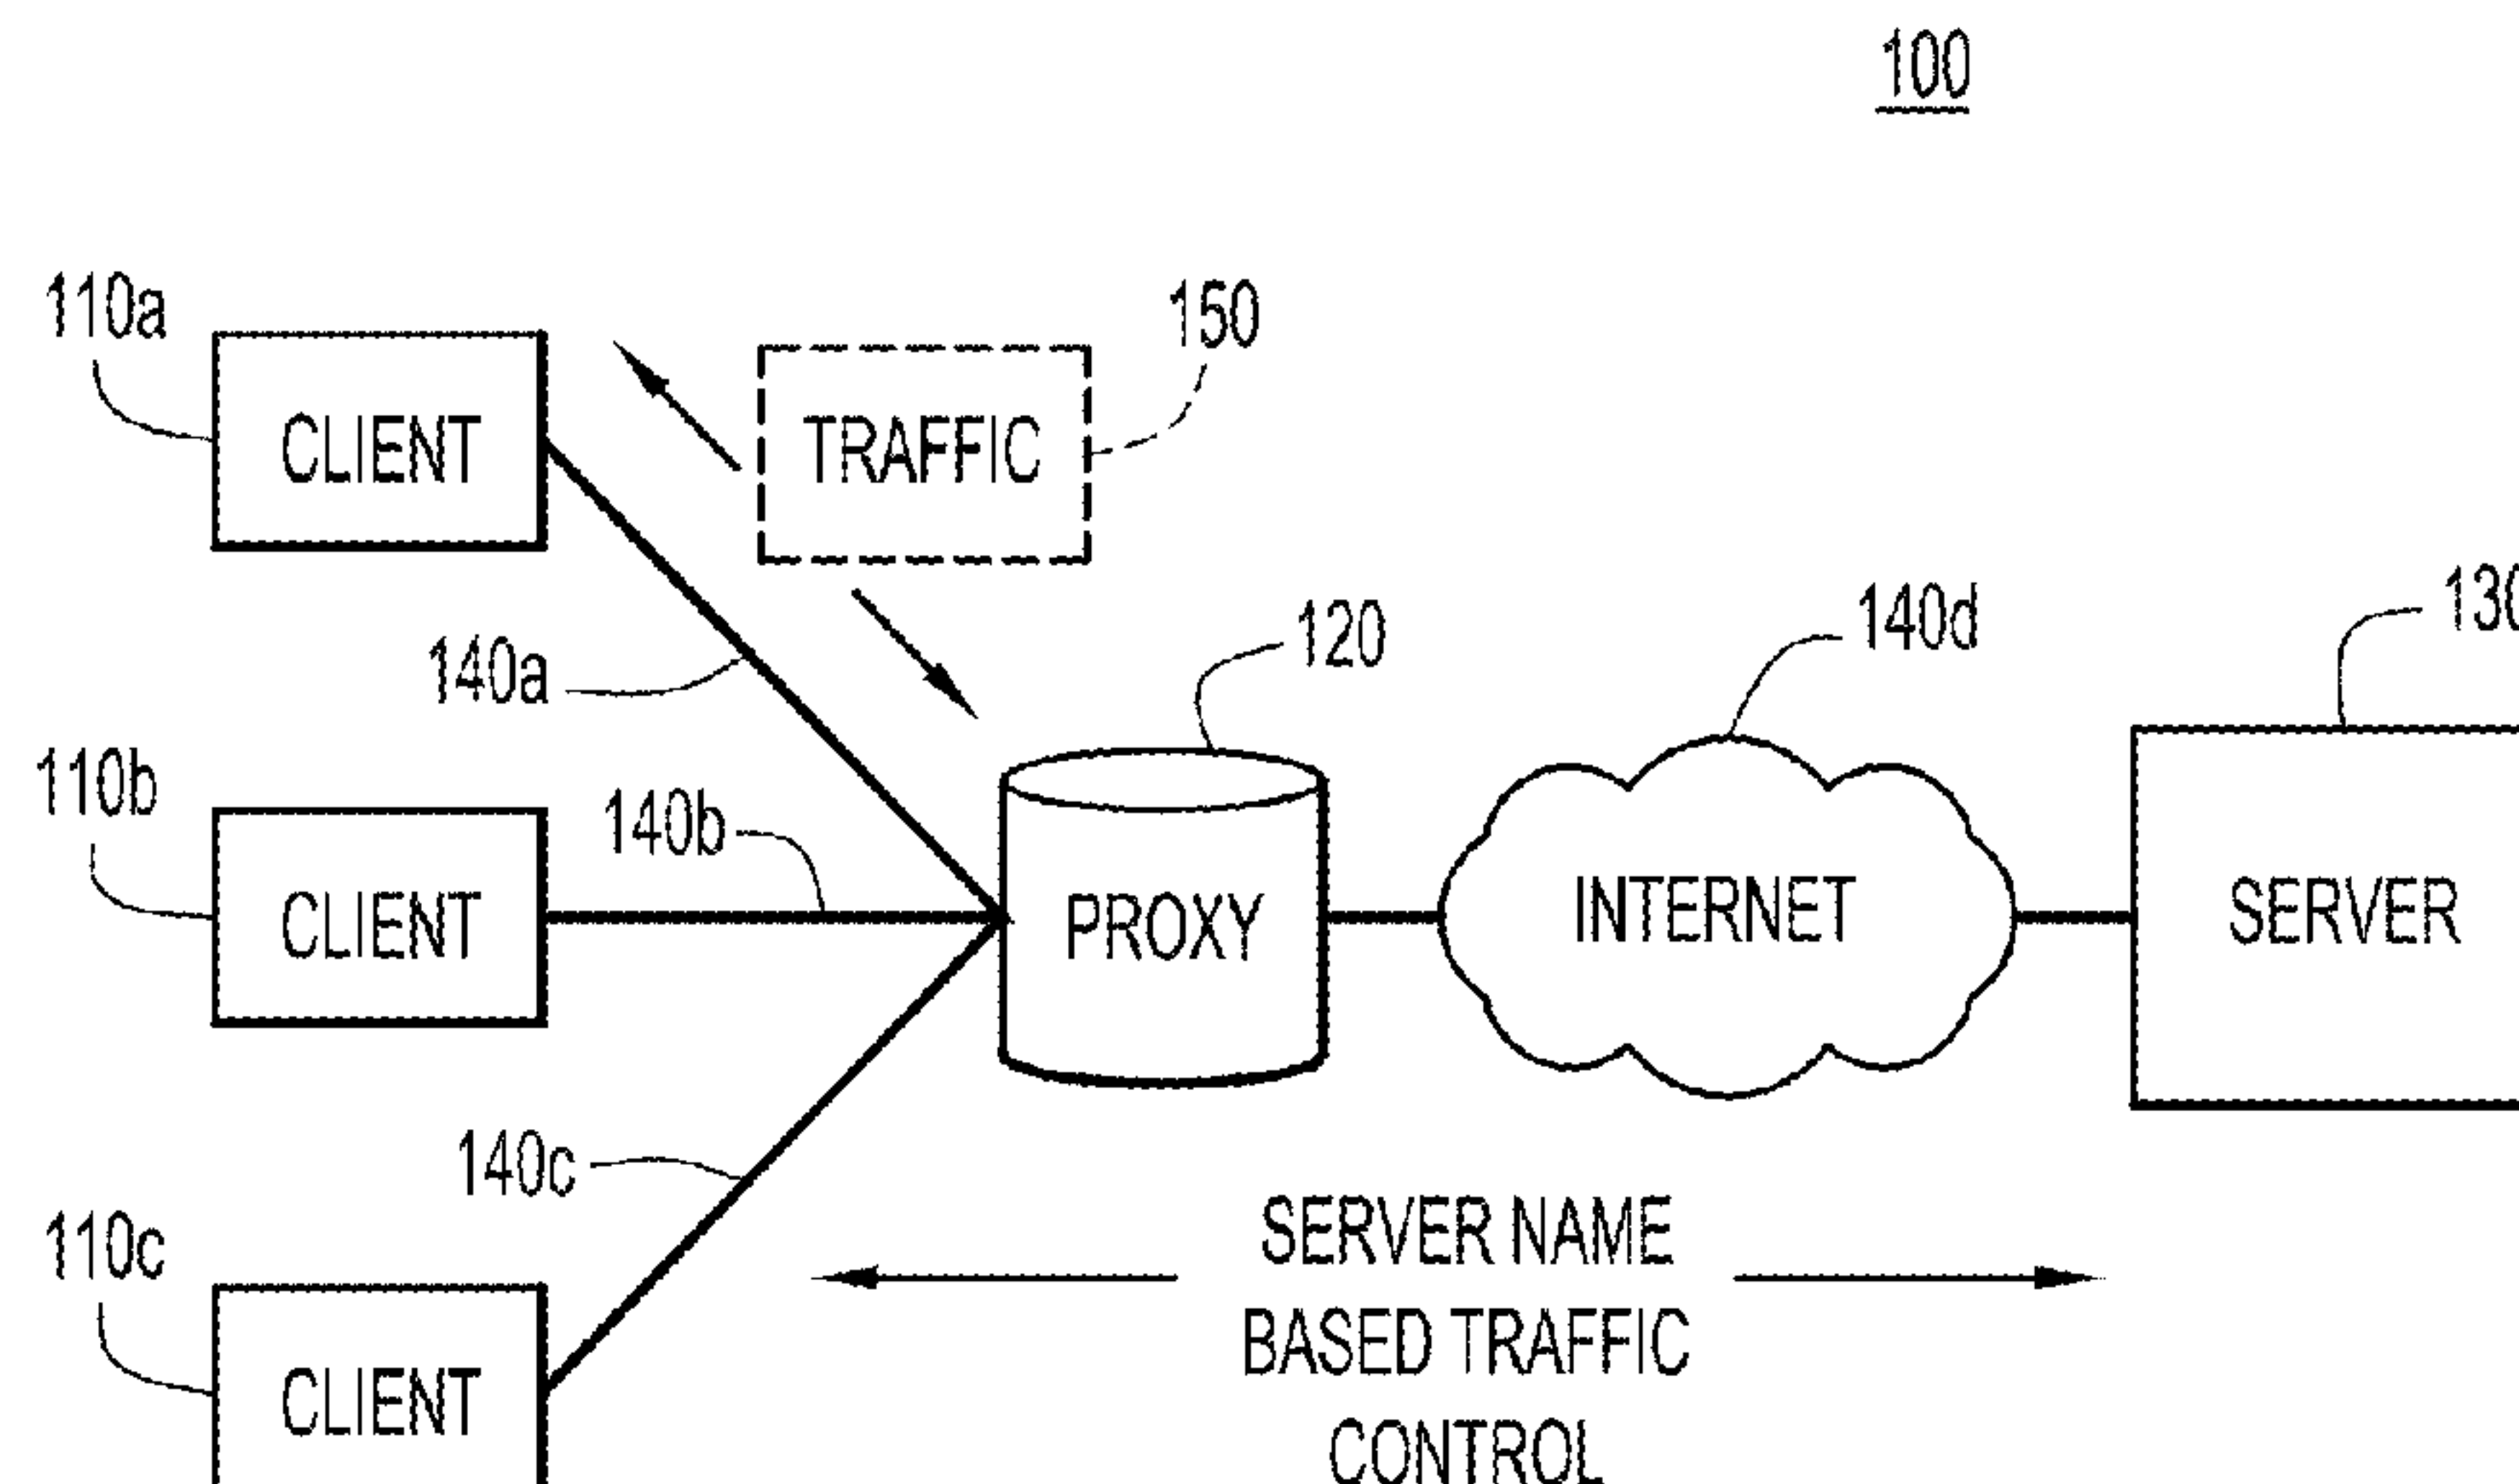 100
110a
150
CLIENT
TRAFFIC
130
140d
120
140a
110b
140b
CLIENT
PROXY
INTERNET
SERVER
140c
110c
SERVER NAME
BASED TRAFFIC
CONTROL
CLIENT